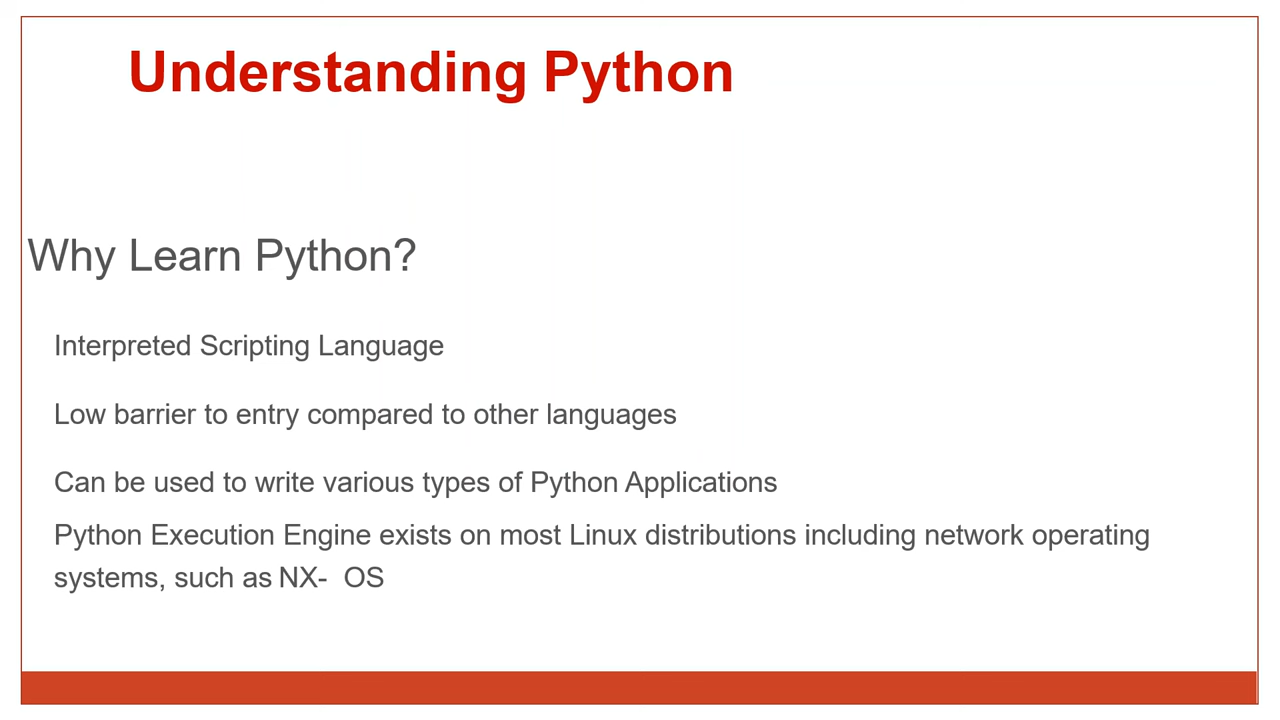 Understanding Python
Why Learn Python?
Interpreted Scripting Language
Low barrier to entry compared to other languages
Can be used to write various types of Python Applications
Python Execution Engine exists on most Linux distributions including network operating
systems, such as NX-  OS